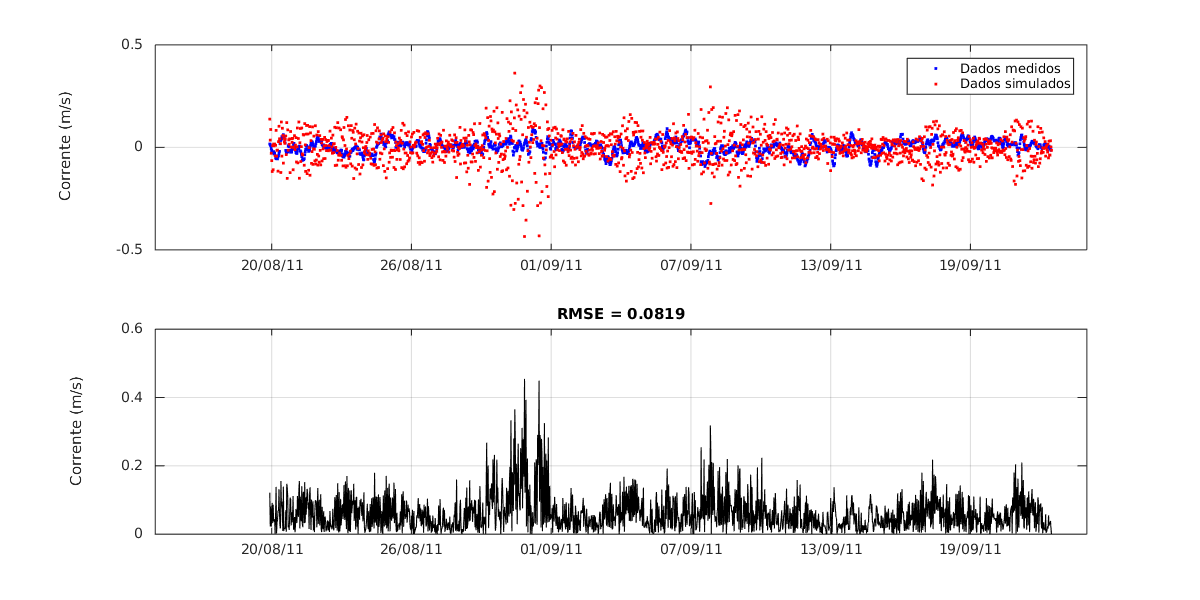 0.5
0
-0.5
Corrente (m/s)
Dados medidos
Dados simulados
20/08/11 26/08/11 01/09/11 07/09/11 13/09/11 19/09/11
RMSE = 0.0819
0.6
0.4
0.2
0
Corrente (m/s)
20/08/11 26/08/11 01/09/11 07/09/11 13/09/11 19/09/11